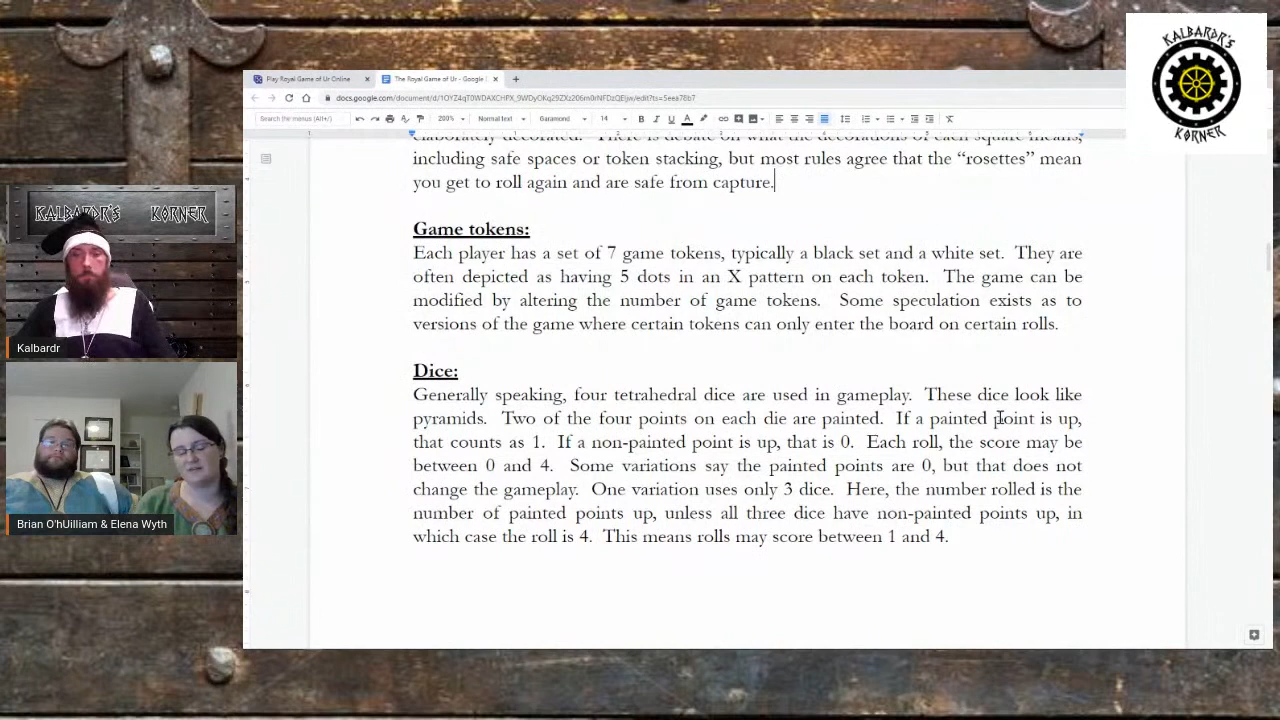 KALBARDR'S
KORNER
Play Royal Game of Ur Online
The Royal Game of Ur - Google
Search the menus (Alt+/)
200%
Normal text
Garamond
14
including safe spaces or token stacking, but most rules agree that the “rosettes” mean
you get to roll again and are safe from capture.
Game tokens:
Each player has a set of 7 game tokens, typically a black set and a white set. They are
often depicted as having 5 dots in an X pattern on each token. The game can be
modified by altering the number of game tokens. Some speculation exists as to
versions of the game where certain tokens can only enter the board on certain rolls.
Dice:
Generally speaking, four tetrahedral dice are used in gameplay. These dice look like
pyramids. Two of the four points on each die are painted. If a painted point is up,
that counts as 1. If a non-painted point is up, that is 0. Each roll, the score may be
between 0 and 4. Some variations say the painted points are 0, but that does not
change the gameplay. One variation uses only 3 dice. Here, the number rolled is the
number of painted points up, unless all three dice have non-painted points up, in
which case the roll is 4. This means rolls may score between 1 and 4.
KALBARDR'S KORNER
Kalbardr
Brian O'hUilliam & Elena Wyth